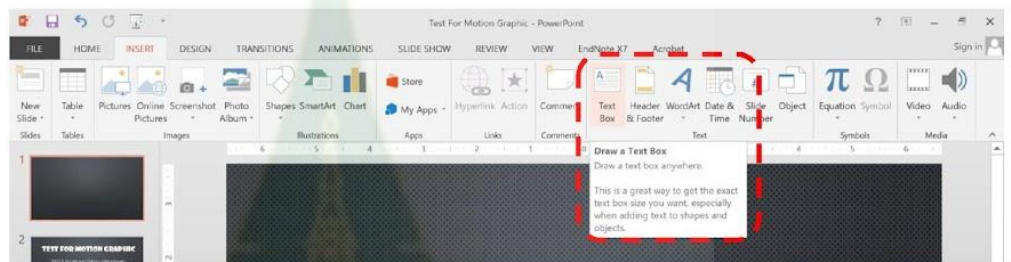 Test For Motion Graphic - PowerPoint
FILE HOME INSERT DESIGN TRANSITIONS ANIMATIONS SLIDE SHOW REVIEW VIEW EndNote X7 Acrobat Sign in
Store
My Apps
New Table Pictures Online Screenshot Photo Shapes SmartArt Chart Hyperlink Action Comment Text Header WordArt Date & Slide Object Equation Symbol Video Audio
Slide Pictures Album Box & Footer Time Number
Slides Tables Images Illustrations Apps Links Comments Text Symbols Media
Draw a Text Box
Draw a text box anywhere.
This is a great way to get the exact
text box size you want, especially
when adding text to shapes and
objects.
1
2
TEST FOR MOTION GRAPHIC